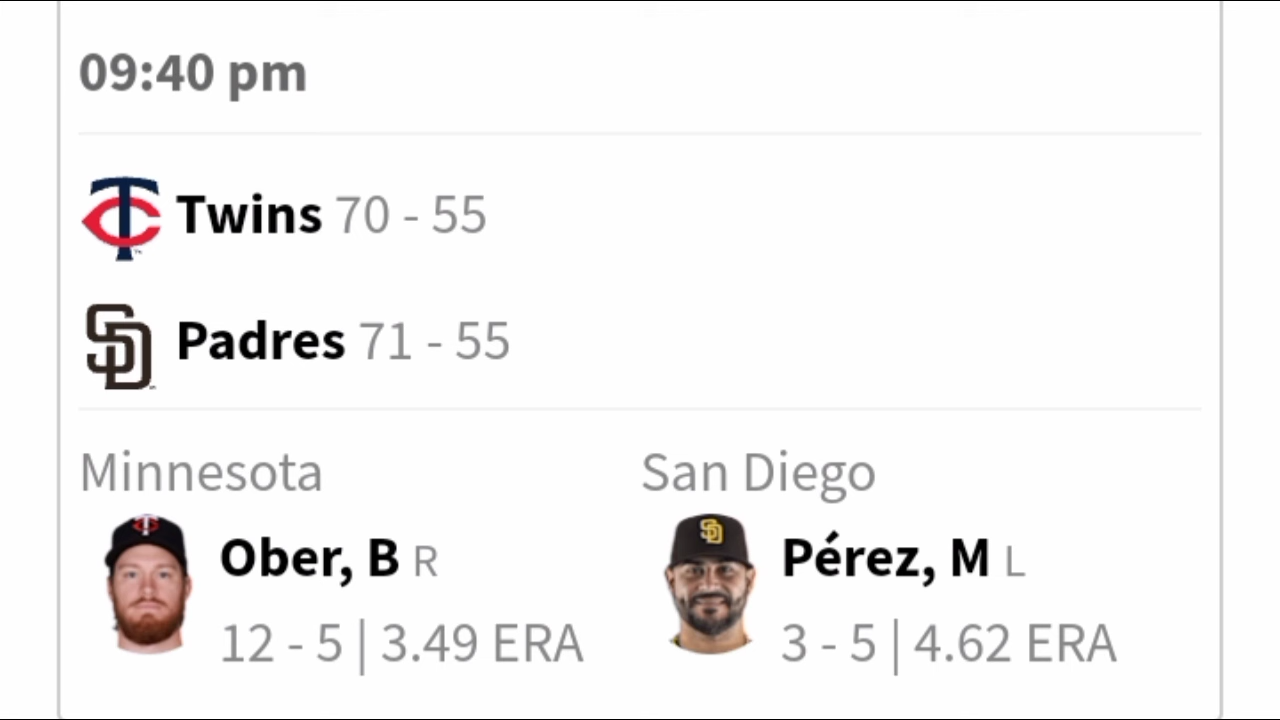 09:40 pm
Twins 70 - 55
Padres 71 - 55
Minnesota
San Diego
Ober, B R
Pérez, M L
12 - 5 | 3.49 ERA
3 - 5 | 4.62 ERA